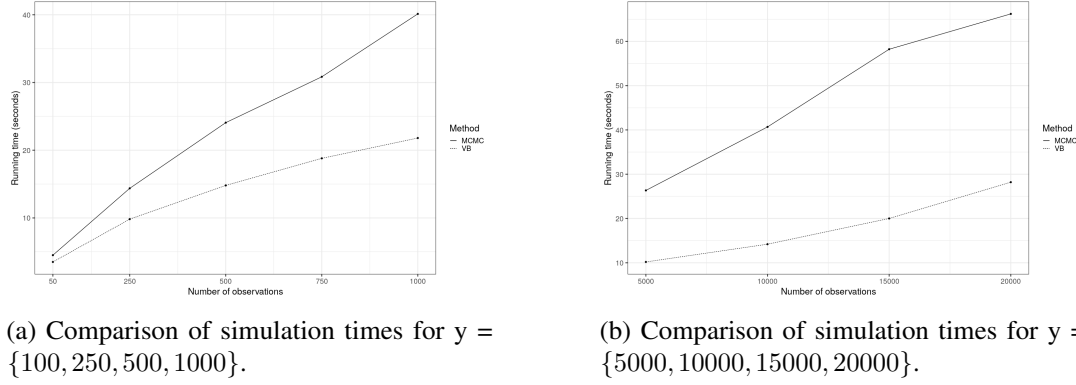 40
30
20
10
Running time (seconds)
50
250
500
750
1000
Number of observations
Method
MCMC
VB
(a) Comparison of simulation times for y =
{100, 250, 500, 1000}.
60
50
40
30
20
10
Running time (seconds)
5000
10000
15000
20000
Number of observations
Method
MCMC
VB
(b) Comparison of simulation times for y =
{5000, 10000, 15000, 20000}.